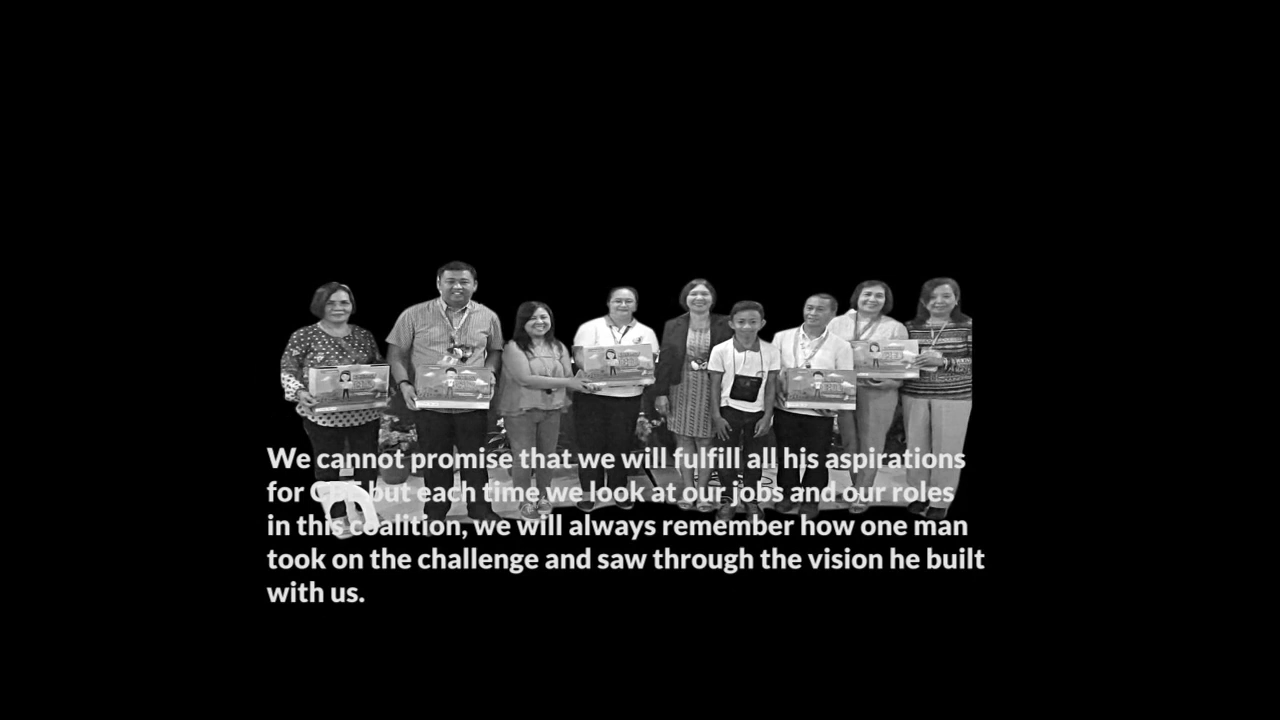 We cannot promise that we will fulfill all his aspirations
for but each time we look at our jobs and our roles
in this coalition, we will always remember how one man
took on the challenge and saw through the vision he built
with us.